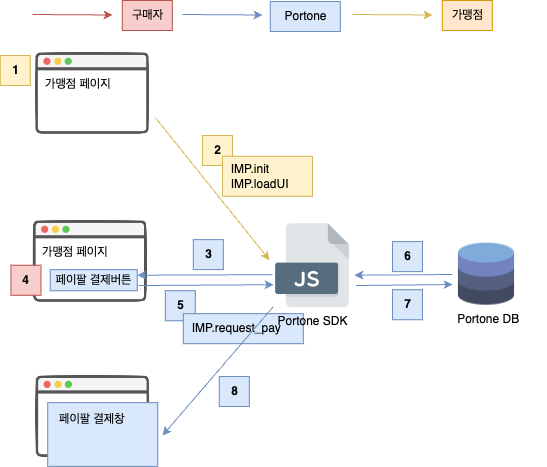 구매자
Portone
가맹점
1
가맹점 페이지
2
IMP.init
IMP.loadUI
가맹점 페이지
3
4
페이팔 결제버튼
5
IMP.request_pay
JS
Portone SDK
6
7
Portone DB
8
페이팔 결제창